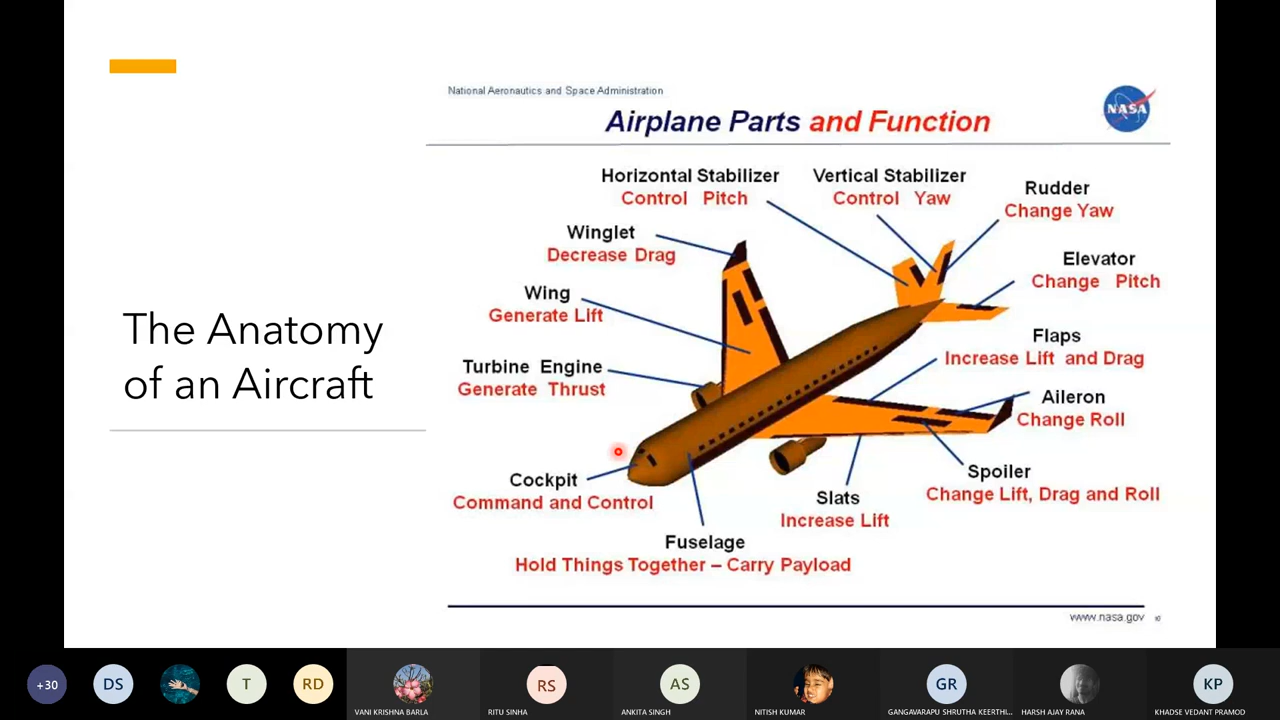 National Aeronautics and Space Administration
NASA
Airplane Parts and Function
Horizontal Stabilizer
Control Pitch
Vertical Stabilizer
Control Yaw
Rudder
Change Yaw
Winglet
Decrease Drag
Elevator
Change Pitch
Wing
Generate Lift
The Anatomy
of an Aircraft
Flaps
Increase Lift and Drag
Turbine Engine
Generate Thrust
Aileron
Change Roll
Cockpit
Command and Control
Spoiler
Change Lift, Drag and Roll
Slats
Increase Lift
Fuselage
Hold Things Together – Carry Payload
www.nasa.gov
+30
DS
T
RD
RS
AS
GR
KP
VANI KRISHNA BARLA
RITU SINHA
ANKITA SINGH
NITISH KUMAR
GANGAVARAPU SHRUTHA KEERTHI...
HARSH AJAY RANA
KHADSE VEDANT PRAMOD